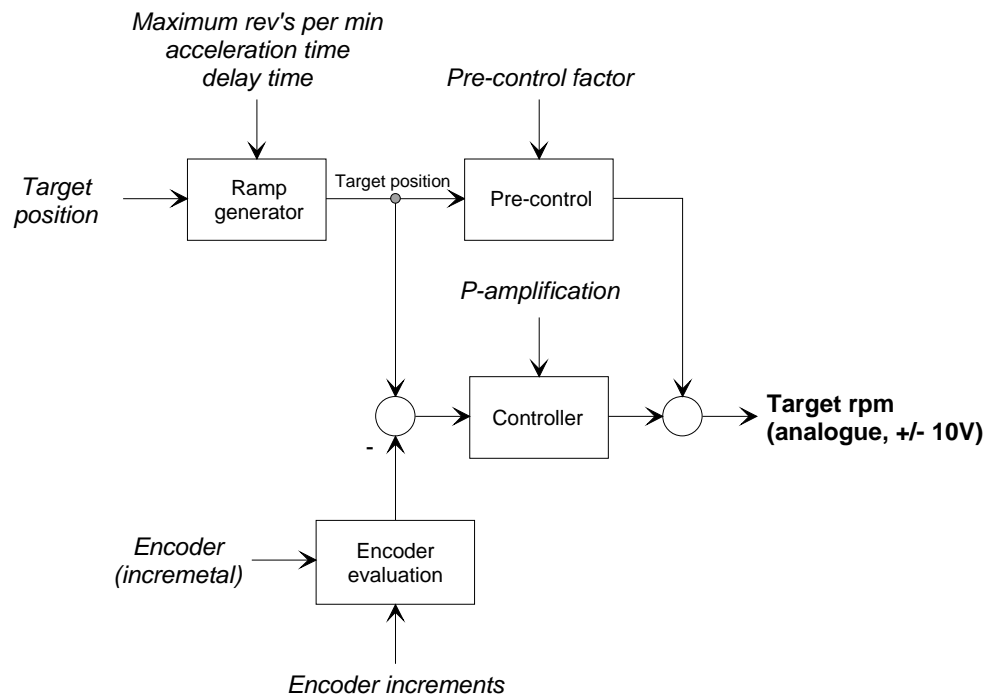 Maximum rev's per min
acceleration time
delay time
Pre-control factor
Target
position
Ramp
generator
Target position
Pre-control
P-amplification
Controller
Target rpm
(analogue, +/- 10V)
-
Encoder
(incremetal)
Encoder
evaluation
Encoder increments